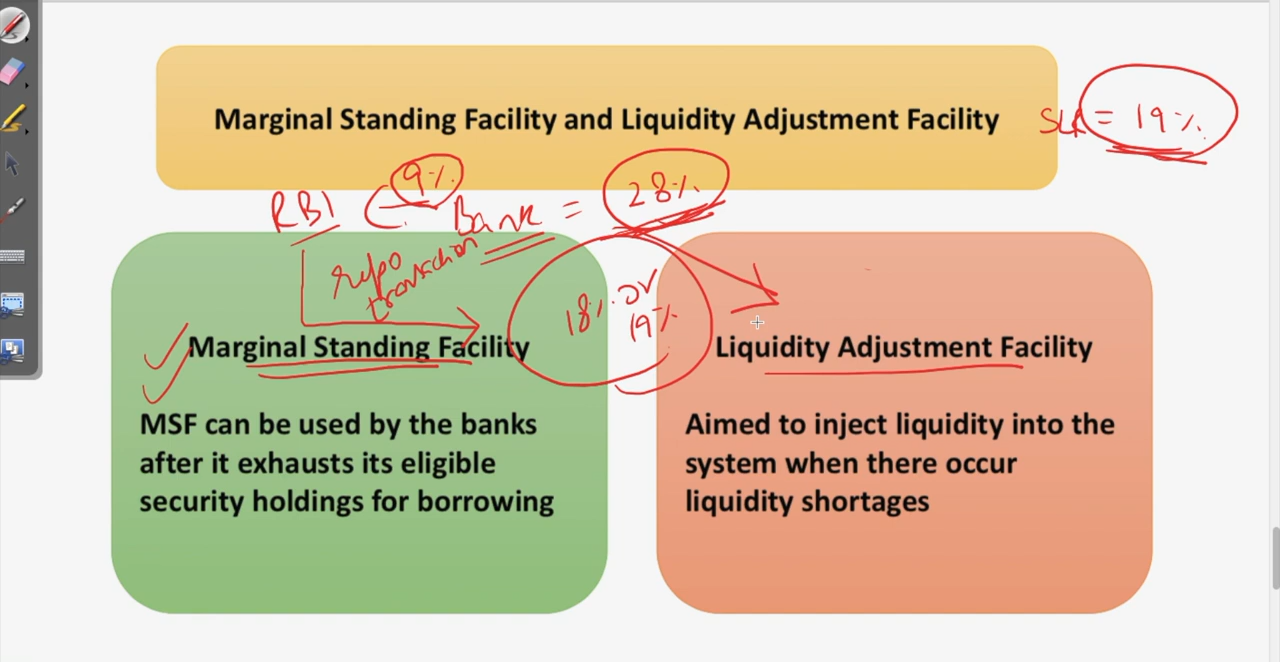 Marginal Standing Facility and Liquidity Adjustment Facility
SLR = 19%
9%
RBI
Bank = 28%
repo
transaction
18% or
19%
Marginal Standing Facility
MSF can be used by the banks
after it exhausts its eligible
security holdings for borrowing
Liquidity Adjustment Facility
Aimed to inject liquidity into the
system when there occur
liquidity shortages